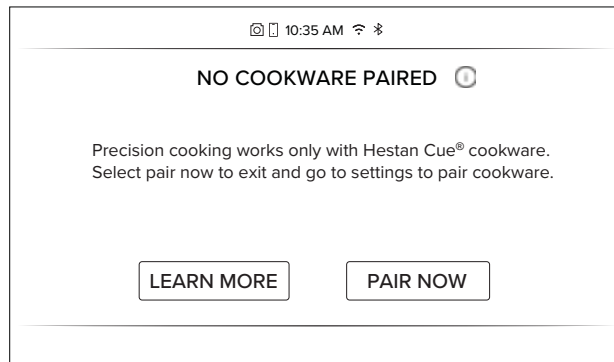 10:35 AM
NO COOKWARE PAIRED
Precision cooking works only with Hestan Cue® cookware.
Select pair now to exit and go to settings to pair cookware.
LEARN MORE
PAIR NOW